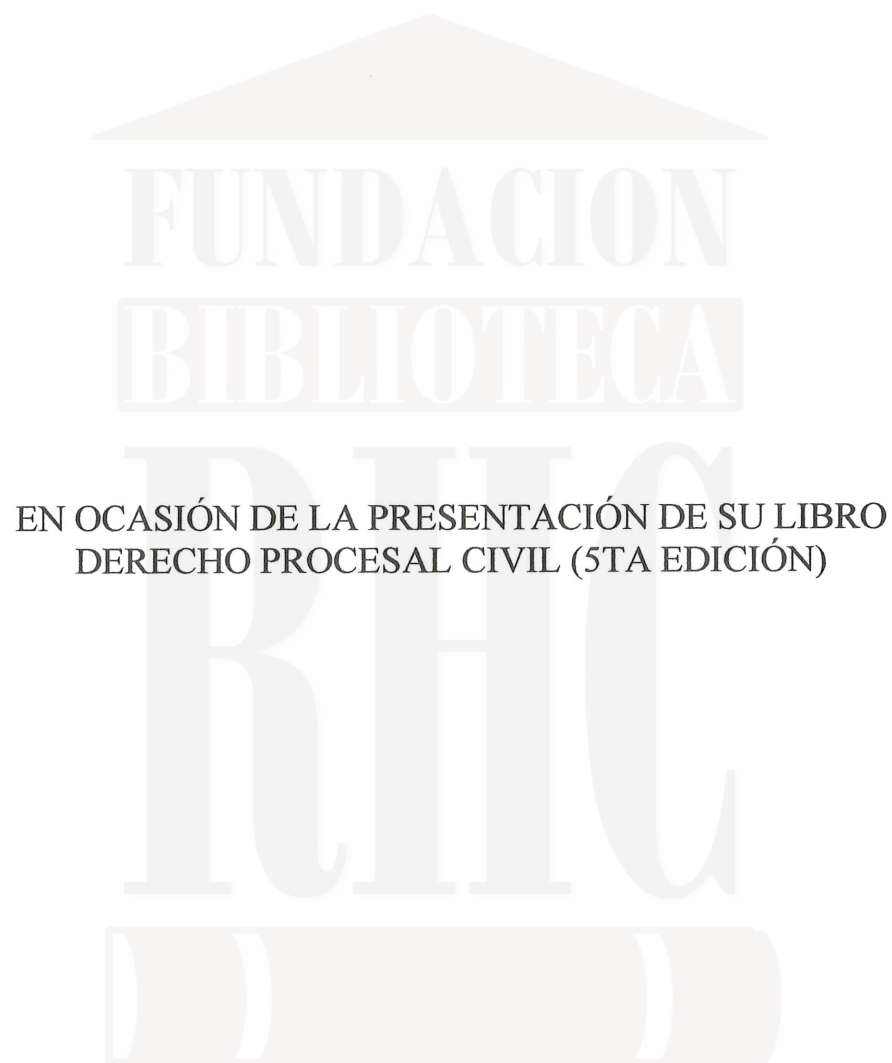 FUNDACION
BIBLIOTECA
RHC
EN OCASIÓN DE LA PRESENTACIÓN DE SU LIBRO
DERECHO PROCESAL CIVIL (5TA EDICIÓN)